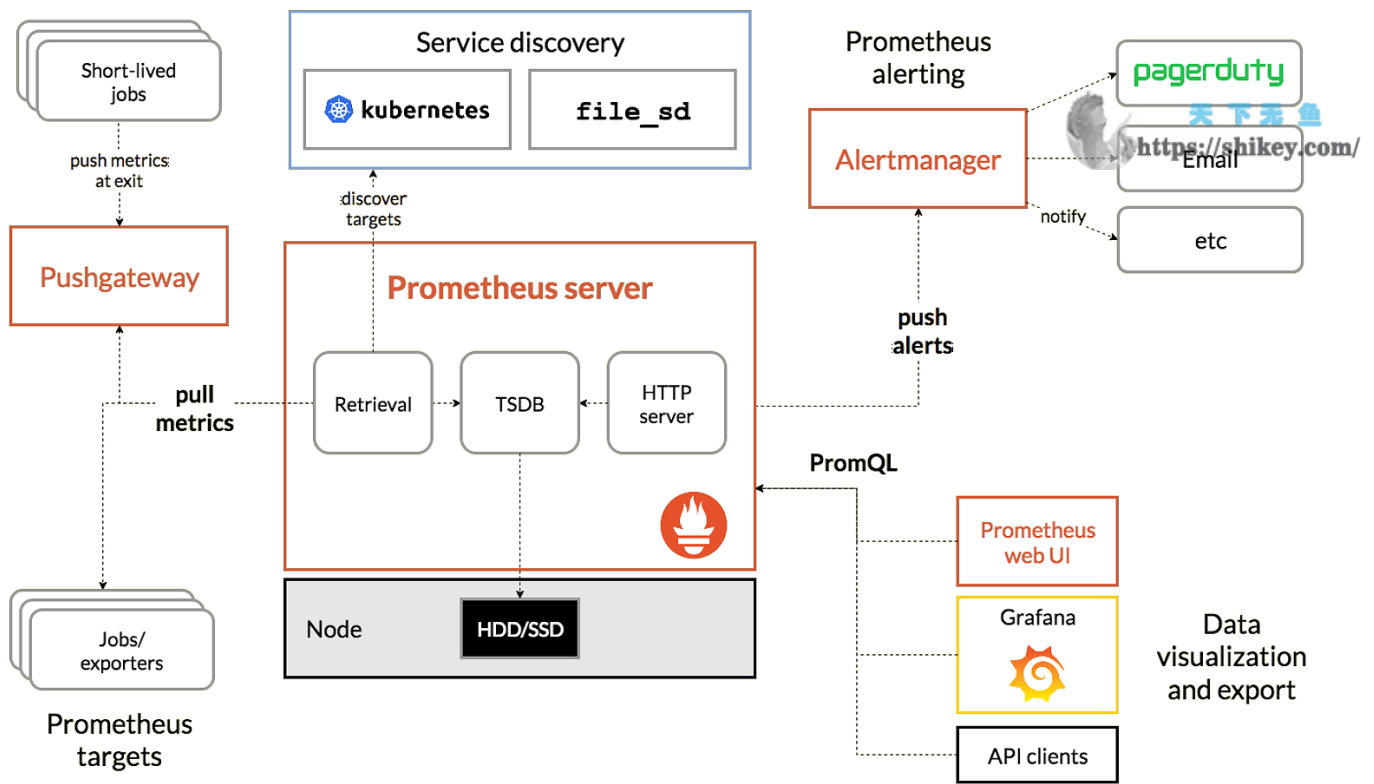 Short-lived
jobs
push metrics
at exit
Pushgateway
Service discovery
kubernetes
file_sd
discover
targets
Prometheus
alerting
Alertmanager
pagerduty
天下无鱼
https://shikey.com/
Email
notify
etc
Prometheus server
Retrieval
TSDB
HTTP
server
pull
metrics
push
alerts
PromQL
Node
HDD/SSD
Jobs/
exporters
Prometheus
targets
Prometheus
web UI
Grafana
API clients
Data
visualization
and export